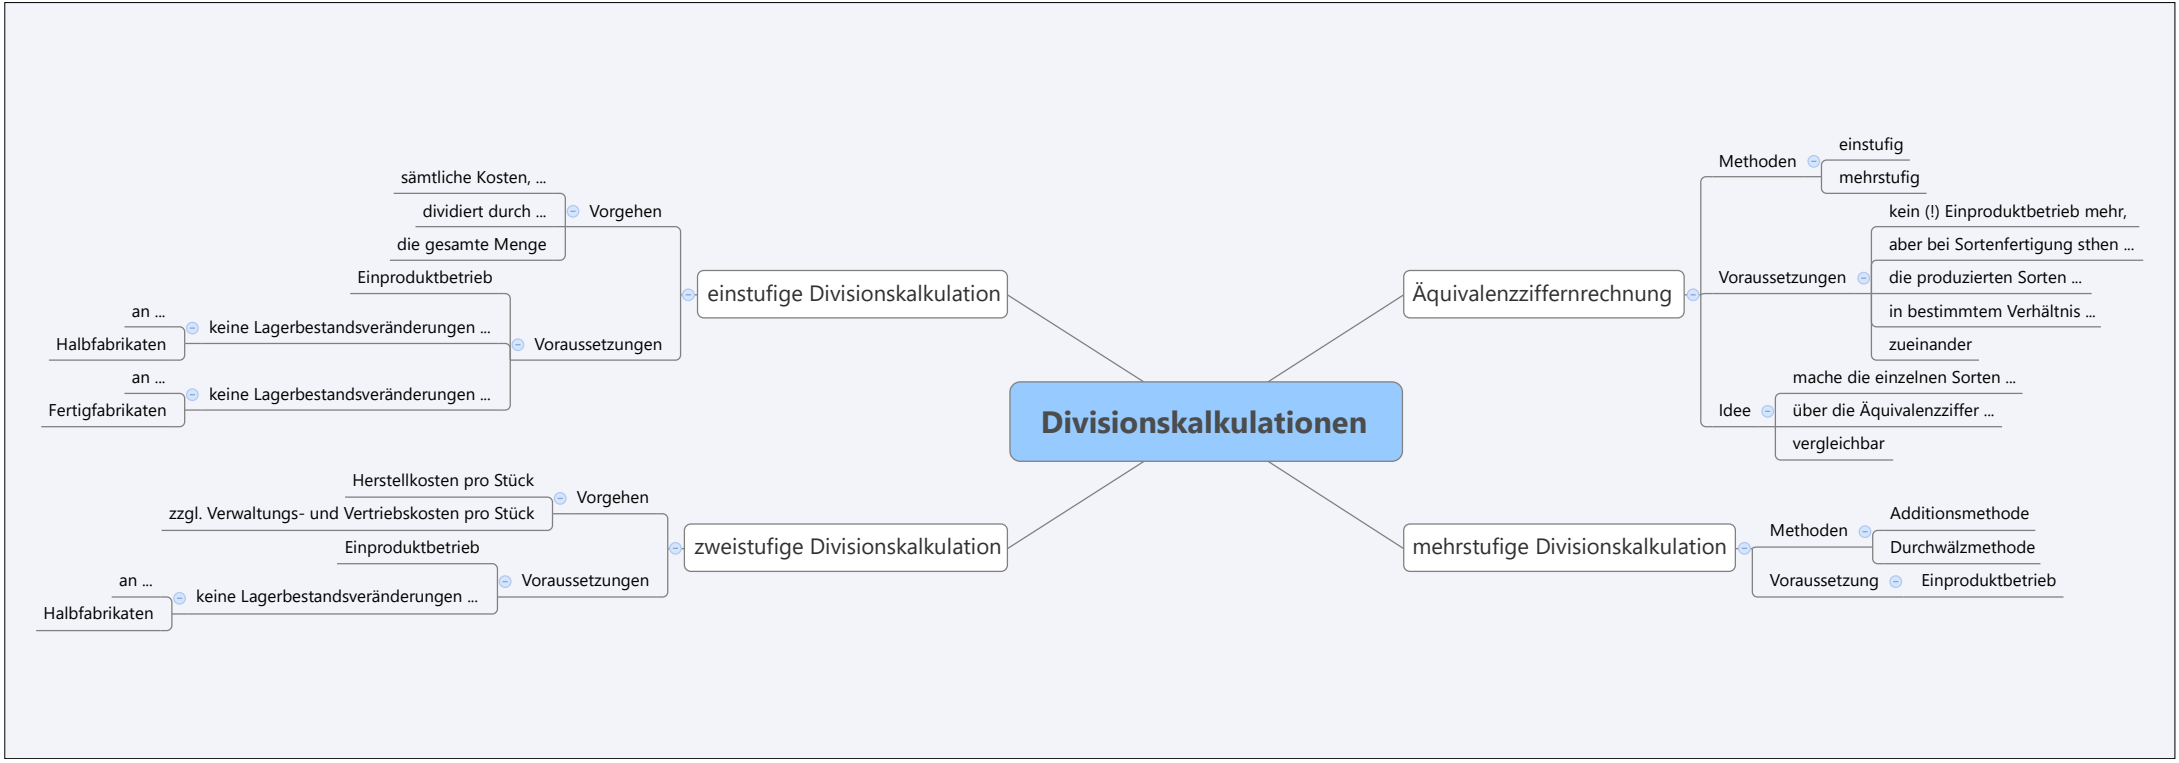 Divisionskalkulationen
einstufige Divisionskalkulation
Vorgehen
sämtliche Kosten, ...
dividiert durch ...
die gesamte Menge
Voraussetzungen
Einproduktbetrieb
keine Lagerbestandsveränderungen ...
an ...
Halbfabrikaten
keine Lagerbestandsveränderungen ...
an ...
Fertigfabrikaten
zweistufige Divisionskalkulation
Vorgehen
Herstellkosten pro Stück
zzgl. Verwaltungs- und Vertriebskosten pro Stück
Voraussetzungen
Einproduktbetrieb
keine Lagerbestandsveränderungen ...
an ...
Halbfabrikaten
Äquivalenzziffernrechnung
Methoden
einstufig
mehrstufig
Voraussetzungen
kein (!) Einproduktbetrieb mehr,
aber bei Sortenfertigung sthen ...
die produzierten Sorten ...
in bestimmtem Verhältnis ...
zueinander
Idee
mache die einzelnen Sorten ...
über die Äquivalenzziffer ...
vergleichbar
mehrstufige Divisionskalkulation
Methoden
Additionsmethode
Durchwälzmethode
Voraussetzung
Einproduktbetrieb